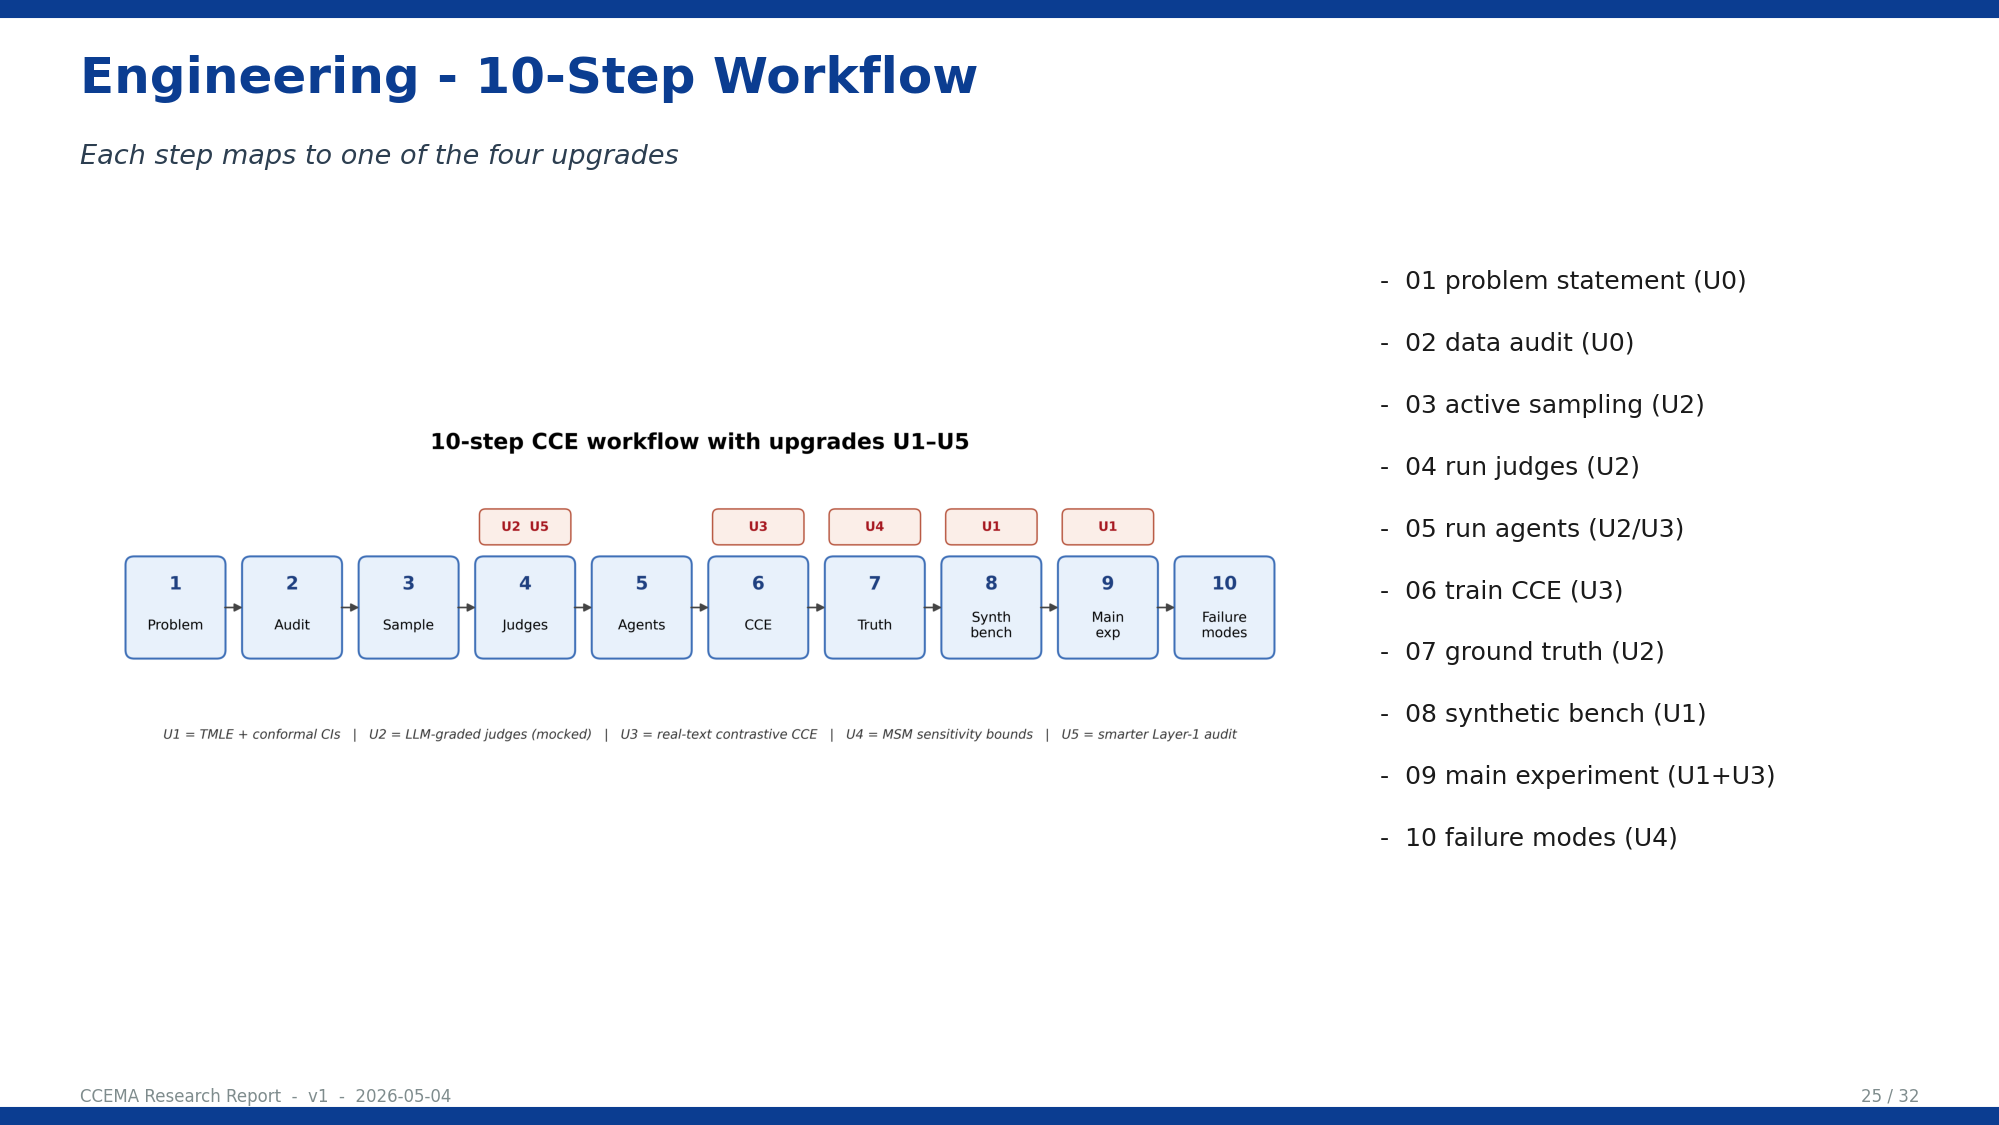 Engineering - 10-Step Workflow
Each step maps to one of the four upgrades
10-step CCE workflow with upgrades U1–U5
U2 U5
U3
U4
U1
U1
1
Problem
2
Audit
3
Sample
4
Judges
5
Agents
6
CCE
7
Truth
8
Synth
bench
9
Main
exp
10
Failure
modes
U1 = TMLE + conformal CIs | U2 = LLM-graded judges (mocked) | U3 = real-text contrastive CCE | U4 = MSM sensitivity bounds | U5 = smarter Layer-1 audit
- 01 problem statement (U0)
- 02 data audit (U0)
- 03 active sampling (U2)
- 04 run judges (U2)
- 05 run agents (U2/U3)
- 06 train CCE (U3)
- 07 ground truth (U2)
- 08 synthetic bench (U1)
- 09 main experiment (U1+U3)
- 10 failure modes (U4)
CCEMA Research Report - v1 - 2026-05-04
25 / 32